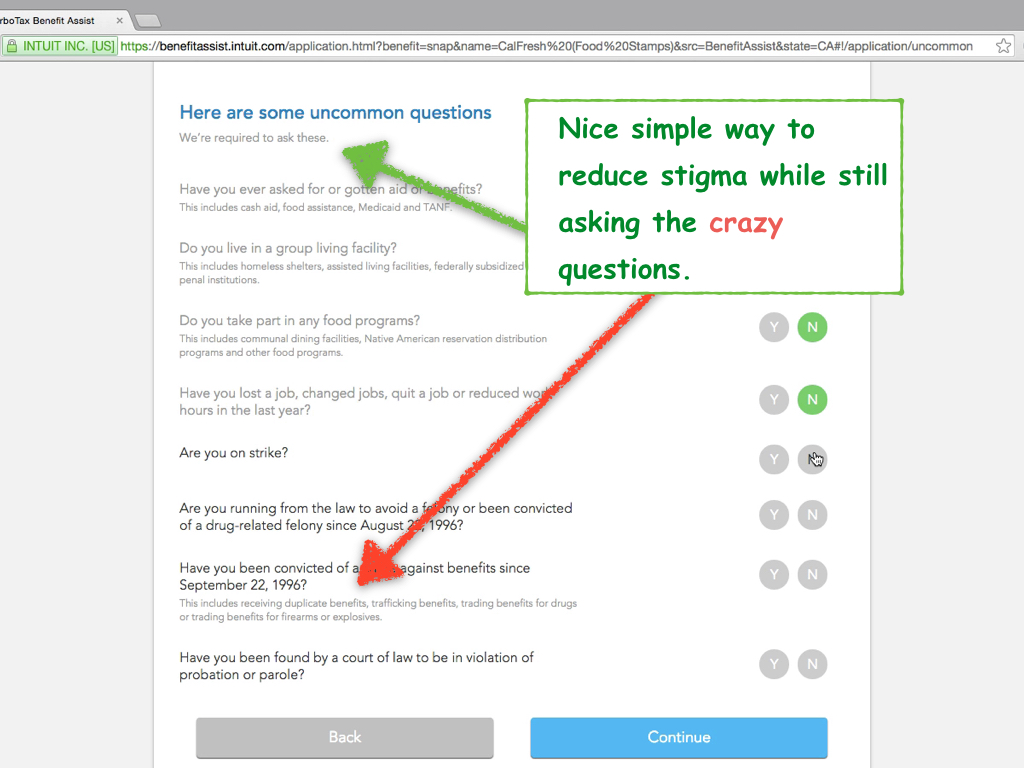 rboTax Benefit Assist
INTUIT INC. [US] https://benefitassist.intuit.com/application.html?benefit=snap&name=CalFresh%20(Food%20Stamps)&src=BenefitAssist&state=CA#!/application/uncommon
Here are some uncommon questions
We're required to ask these.
Nice simple way to
reduce stigma while still
asking the crazy
questions.
Have you ever asked for or gotten aid or benefits?
This includes cash aid, food assistance, Medicaid and TANF.
Do you live in a group living facility?
This includes homeless shelters, assisted living facilities, federally subsidized
penal institutions.
Do you take part in any food programs?
This includes communal dining facilities, Native American reservation distribution
programs and other food programs.
Y N
Have you lost a job, changed jobs, quit a job or reduced
hours in the last year?
Y N
Are you on strike?
Y N
Are you running from the law to avoid a felony or been convicted
of a drug-related felony since August 22, 1996?
Y N
Have you been convicted of a against benefits since
September 22, 1996?
This includes receiving duplicate benefits, trafficking benefits, trading benefits for drugs
or trading benefits for firearms or explosives.
Y N
Have you been found by a court of law to be in violation of
probation or parole?
Y N
Back Continue